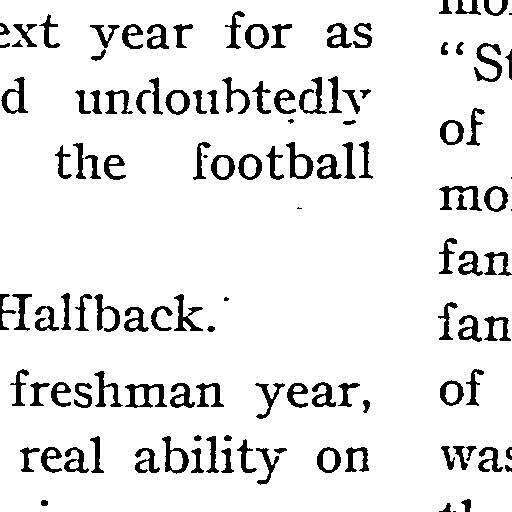 ext year for as
d undoubtedly
the football
Halfback.
freshman year,
real ability on
"St
of
mo
fan
fan
of
was